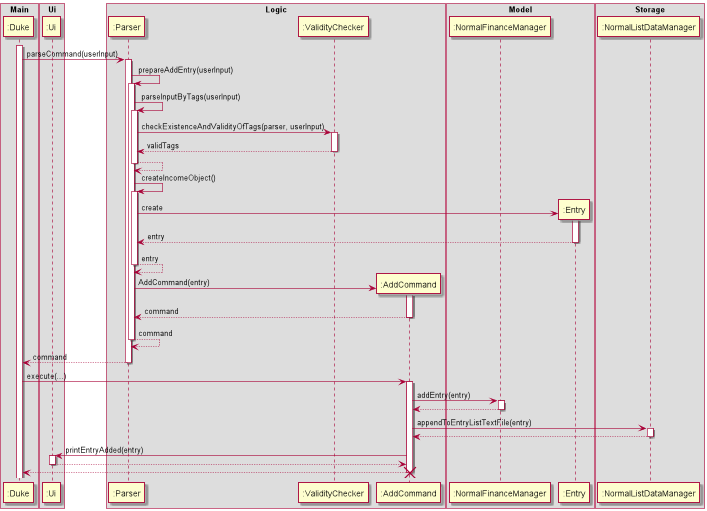 Main Ui Logic Model Storage
:Duke :Ui :Parser :ValidityChecker :NormalFinanceManager :NormalListDataManager
parseCommand(userInput)
prepareAddEntry(userInput)
parseInputByTags(userInput)
checkExistenceAndValidityOfTags(parser, userInput)
validTags
createIncomeObject()
create
:Entry
entry
entry
AddCommand(entry)
:AddCommand
command
command
command
execute(...)
addEntry(entry)
appendToEntryListTextFile(entry)
printEntryAdded(entry)
:Duke :Ui :Parser :ValidityChecker :AddCommand :NormalFinanceManager :Entry :NormalListDataManager